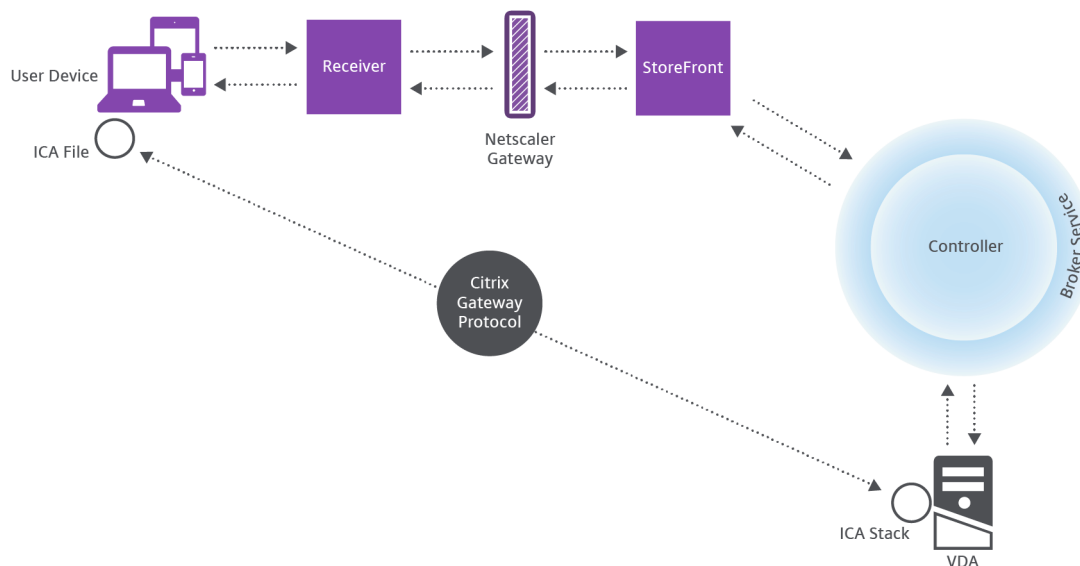 User Device
Receiver
StoreFront
ICA File
Netscaler
Gateway
Broker Service
Controller
Citrix
Gateway
Protocol
ICA Stack
VDA